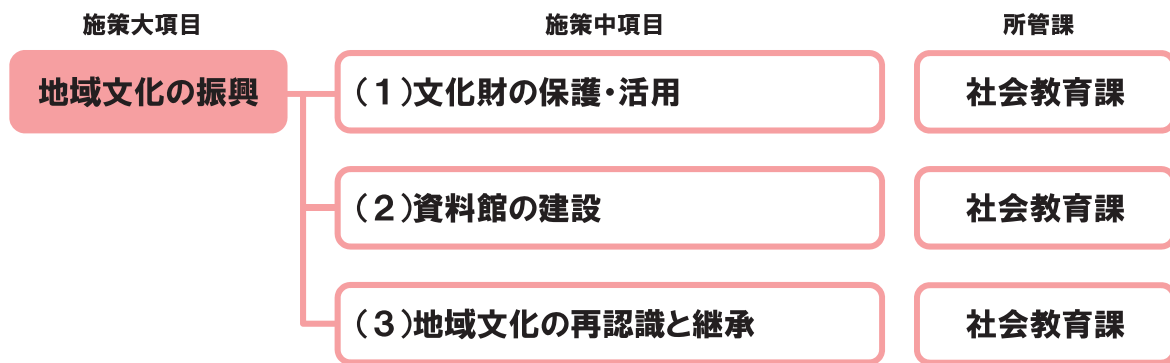 施策大項目 施策中項目 所管課
地域文化の振興 (1)文化財の保護・活用 社会教育課
(2)資料館の建設 社会教育課
(3)地域文化の再認識と継承 社会教育課